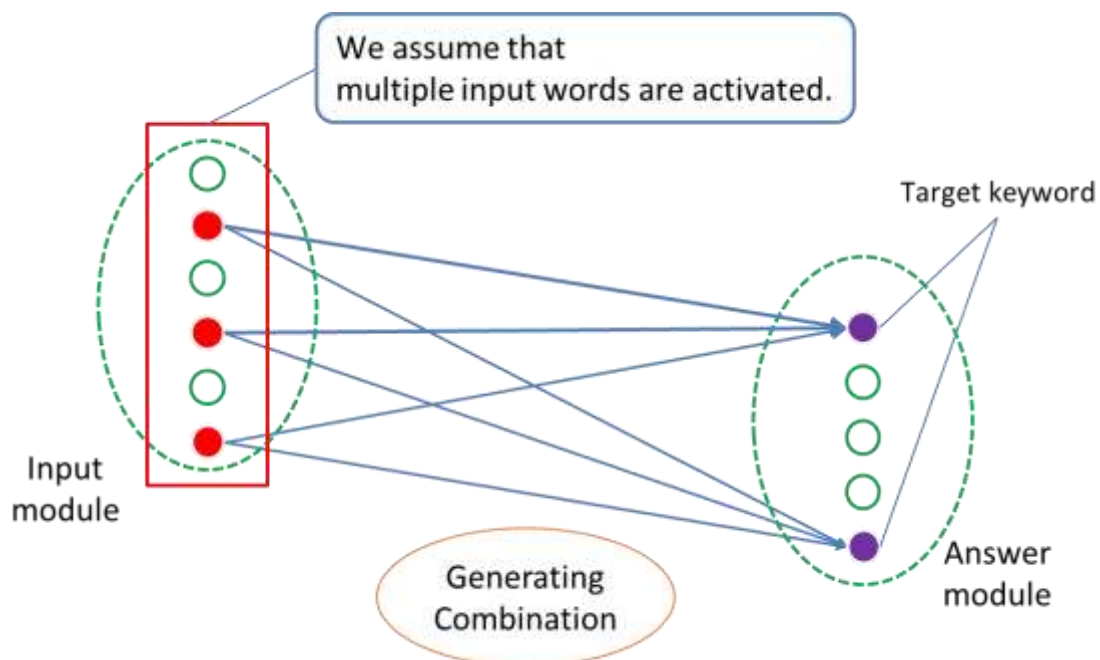 We assume that
multiple input words are activated.
Target keyword
Input
module
Generating
Combination
Answer
module